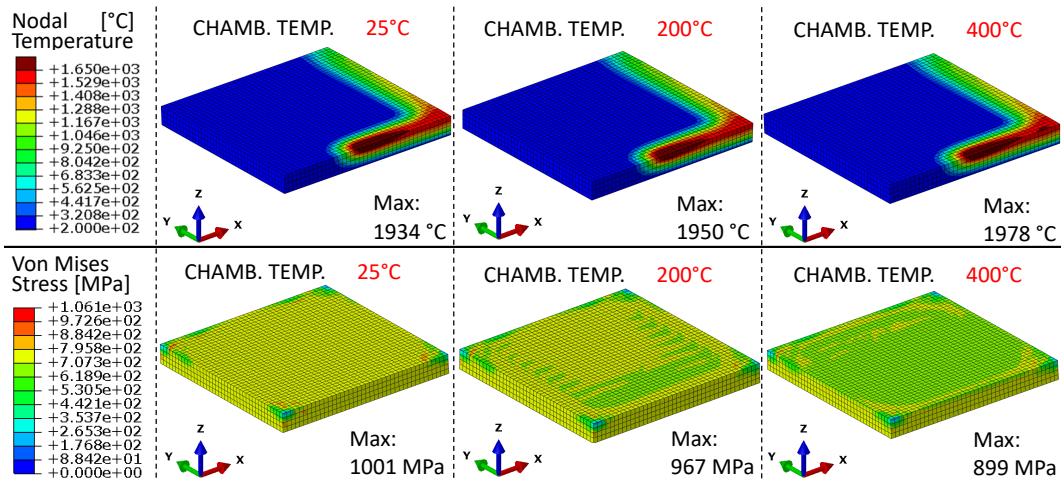 Nodal [°C]
Temperature
+1.650e+03
+1.529e+03
+1.408e+03
+1.288e+03
+1.167e+03
+1.046e+03
+9.250e+02
+8.042e+02
+6.833e+02
+5.625e+02
+4.417e+02
+3.208e+02
+2.000e+02
CHAMB. TEMP. 25°C
Z
Y
X
Max:
1934 °C
CHAMB. TEMP. 200°C
Z
Y
X
Max:
1950 °C
CHAMB. TEMP. 400°C
Z
Y
X
Max:
1978 °C
Von Mises
Stress [MPa]
+1.061e+03
+9.726e+02
+8.842e+02
+7.958e+02
+7.073e+02
+6.189e+02
+5.305e+02
+4.421e+02
+3.537e+02
+2.653e+02
+1.768e+02
+8.842e+01
+0.000e+00
CHAMB. TEMP. 25°C
Z
Y
X
Max:
1001 MPa
CHAMB. TEMP. 200°C
Z
Y
X
Max:
967 MPa
CHAMB. TEMP. 400°C
Z
Y
X
Max:
899 MPa